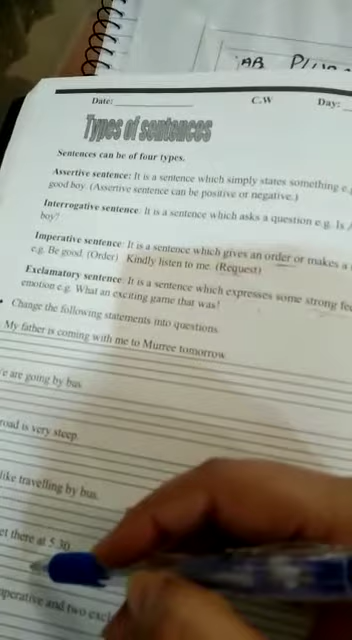 AB
Date:
C.W
Day:
Types of sentences
Sentences can be of four types.
Assertive sentence: It is a sentence which simply states something e.g.
good boy. (Assertive sentence can be positive or negative.)
Interrogative sentence: It is a sentence which asks a question e.g. Is
boy?
Imperative sentence: It is a sentence which gives an order or makes a
e.g. Be good. (Order) Kindly listen to me. (Request)
Exclamatory sentence: It is a sentence which expresses some strong
emotion e.g. What an exciting game that was!
• Change the following statements into questions.
My father is coming with me to Murree tomorrow.
are going by bus.
road is very steep.
like travelling by bus.
there at 5.30
and two